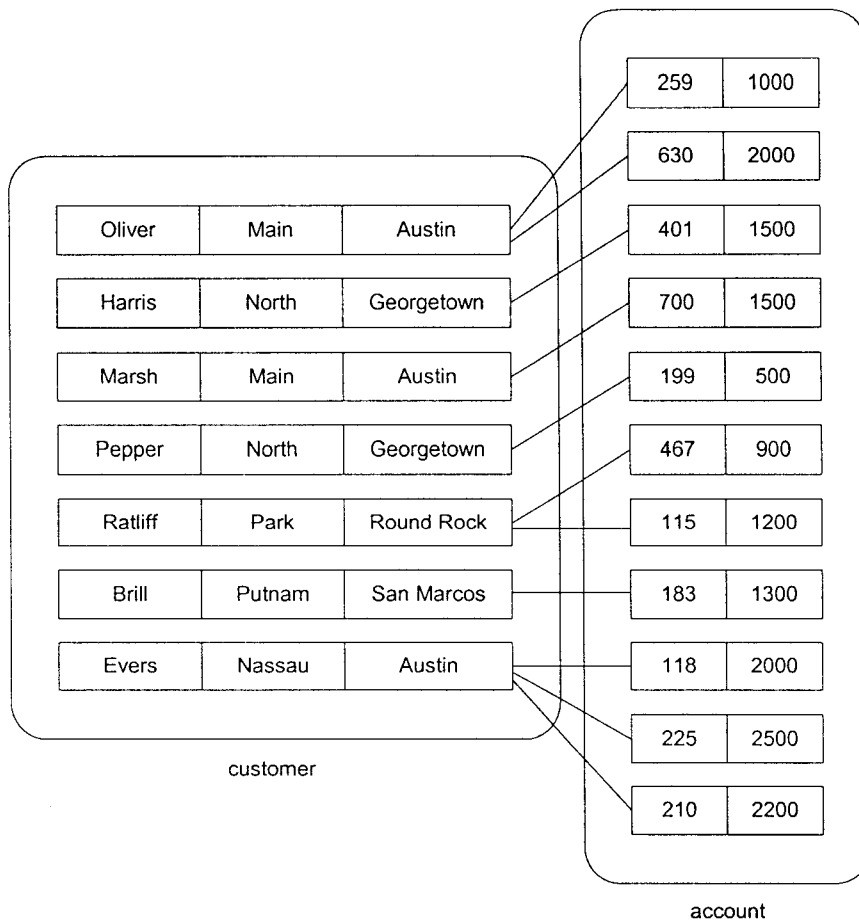 259 1000
630 2000
Oliver Main Austin
401 1500
Harris North Georgetown
700 1500
Marsh Main Austin
199 500
Pepper North Georgetown
467 900
Ratliff Park Round Rock
115 1200
Brill Putnam San Marcos
183 1300
Evers Nassau Austin
118 2000
225 2500
customer
210 2200
account